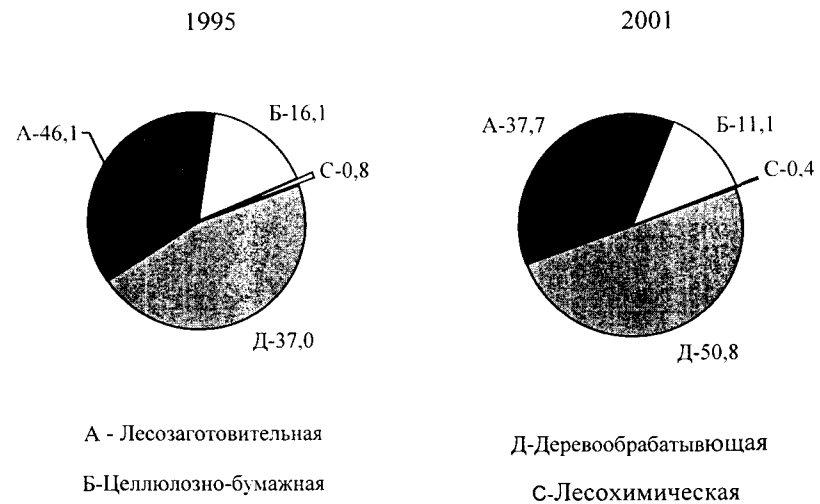 1995
2001
А-46,1
Б-16,1
С-0,8
Д-37,0
А-37,7
Б-11,1
С-0,4
Д-50,8
А - Лесозаготовительная
Б-Целлюлозно-бумажная
Д-Деревообрабатывющая
С-Лесохимическая